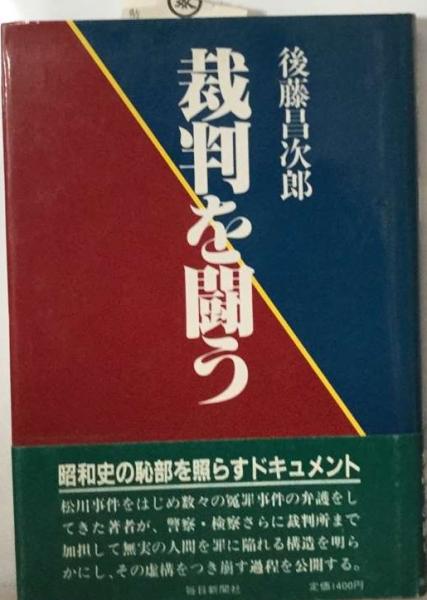 後藤昌次郎
裁判を闘う
昭和史の恥部を照らすドキュメント
松川事件をはじめ数々の冤罪事件の弁護をし
てきた著者が、警察・検察さらに裁判所まで
加担して無実の人間を罪に陥れる構造を明ら
かにし、その虚構をつき崩す過程を公開する。
毎日新聞社
定価1400円